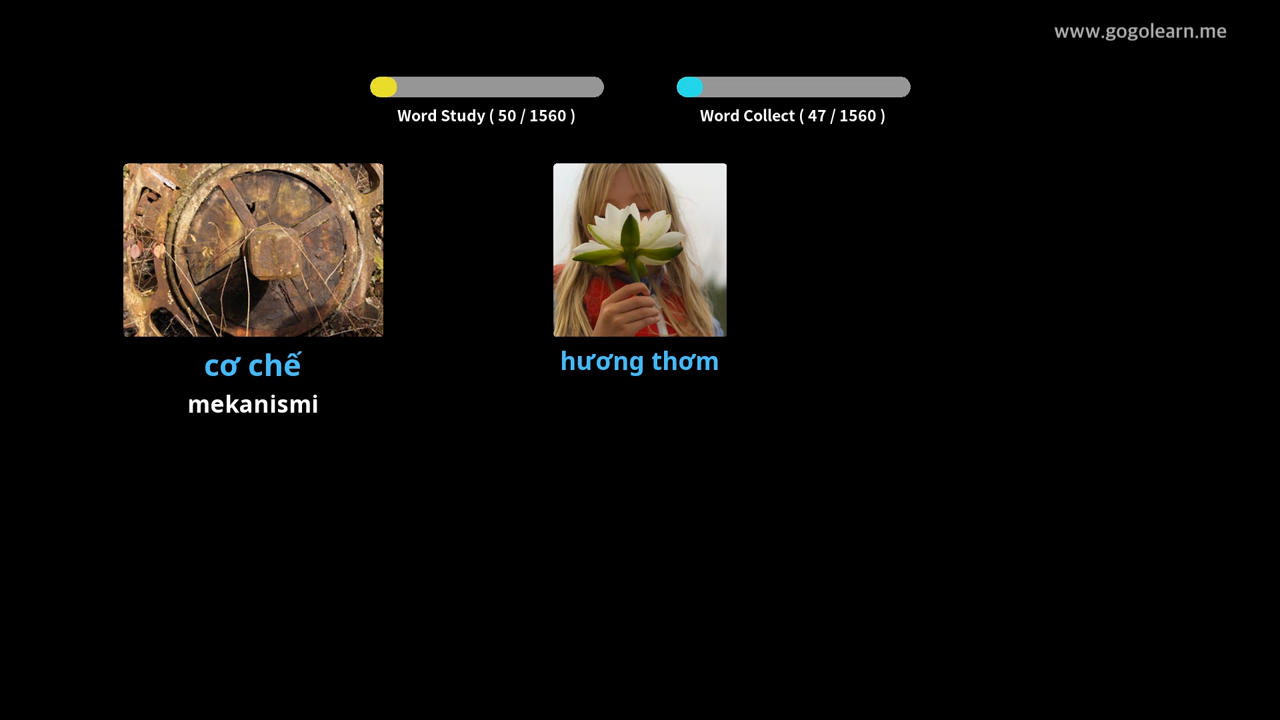 www.gogolearn.me
Word Study ( 50 / 1560 )
Word Collect ( 47 / 1560 )
cơ chế
mekanismi
hương thơm